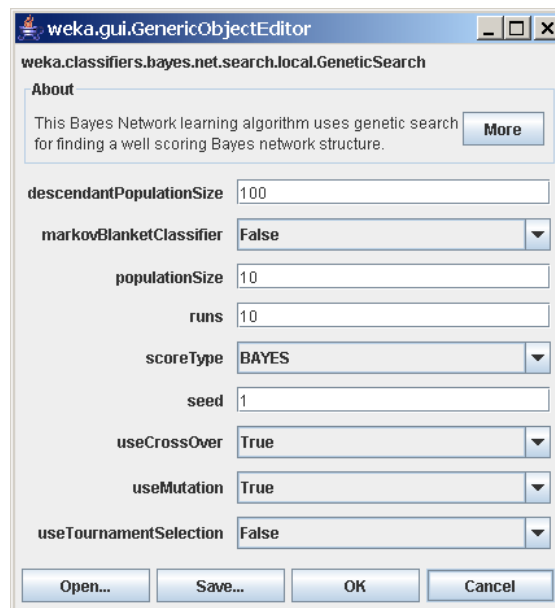 weka.gui.GenericObjectEditor
weka.classifiers.bayes.net.search.local.GeneticSearch
About
This Bayes Network learning algorithm uses genetic search
for finding a well scoring Bayes network structure.
More
descendantPopulationSize 100
markovBlanketClassifier False
populationSize 10
runs 10
scoreType BAYES
seed 1
useCrossOver True
useMutation True
useTournamentSelection False
Open... Save... OK Cancel